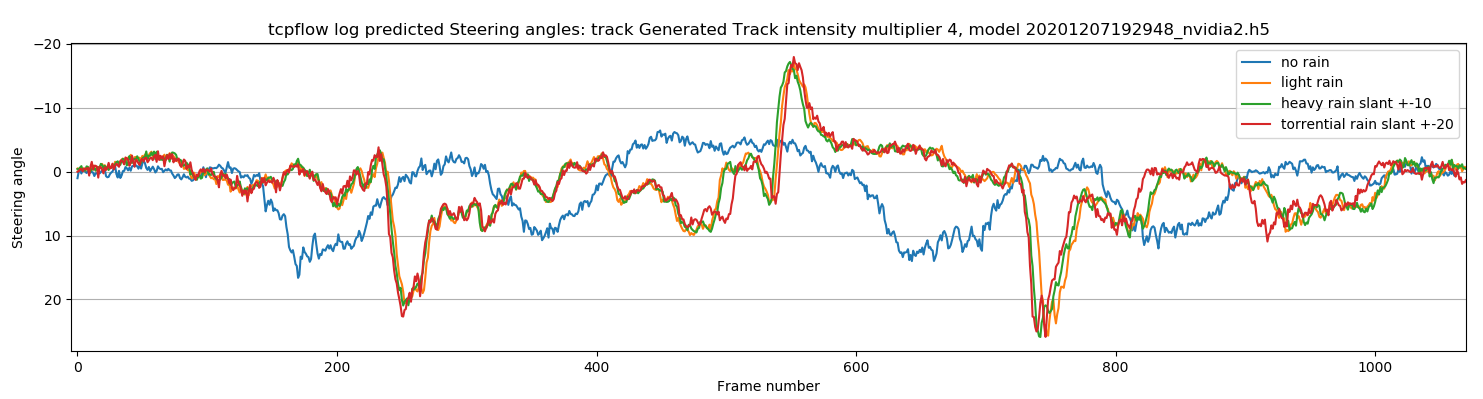 tcpflow log predicted Steering angles: track Generated Track intensity multiplier 4, model 20201207192948_nvidia2.h5
−20
−10
0
10
20
Steering angle
no rain
light rain
heavy rain slant +-10
torrential rain slant +-20
0 200 400 600 800 1000
Frame number